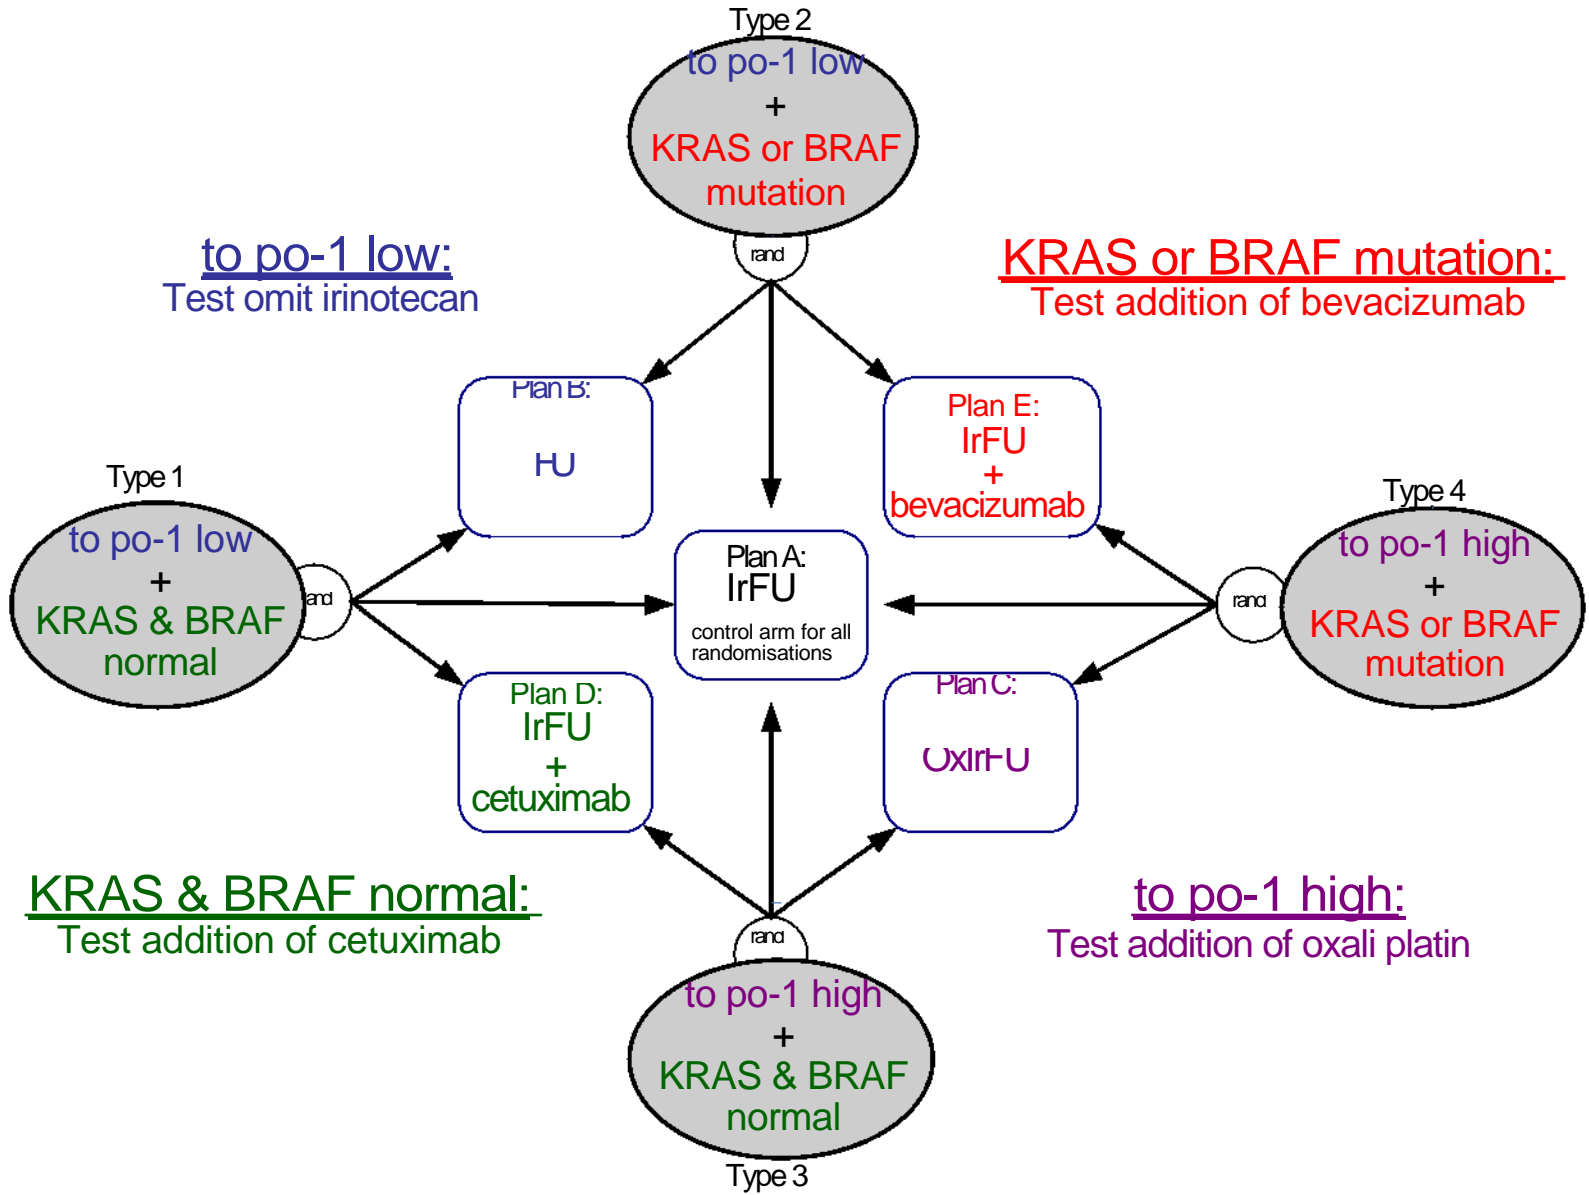 Type 2
to po-1 low
+
KRAS or BRAF
mutation
rand
to po-1 low:
Test omit irinotecan
KRAS or BRAF mutation:
Test addition of bevacizumab
Plan B:
FU
Plan E:
IrFU
+
bevacizumab
Type 1
to po-1 low
+
KRAS & BRAF
normal
rand
Plan A:
IrFU
control arm for all
randomisations
Type 4
to po-1 high
+
KRAS or BRAF
mutation
rand
Plan D:
IrFU
+
cetuximab
Plan C:
OxIrFU
KRAS & BRAF normal:
Test addition of cetuximab
to po-1 high:
Test addition of oxali platin
rand
to po-1 high
+
KRAS & BRAF
normal
Type 3